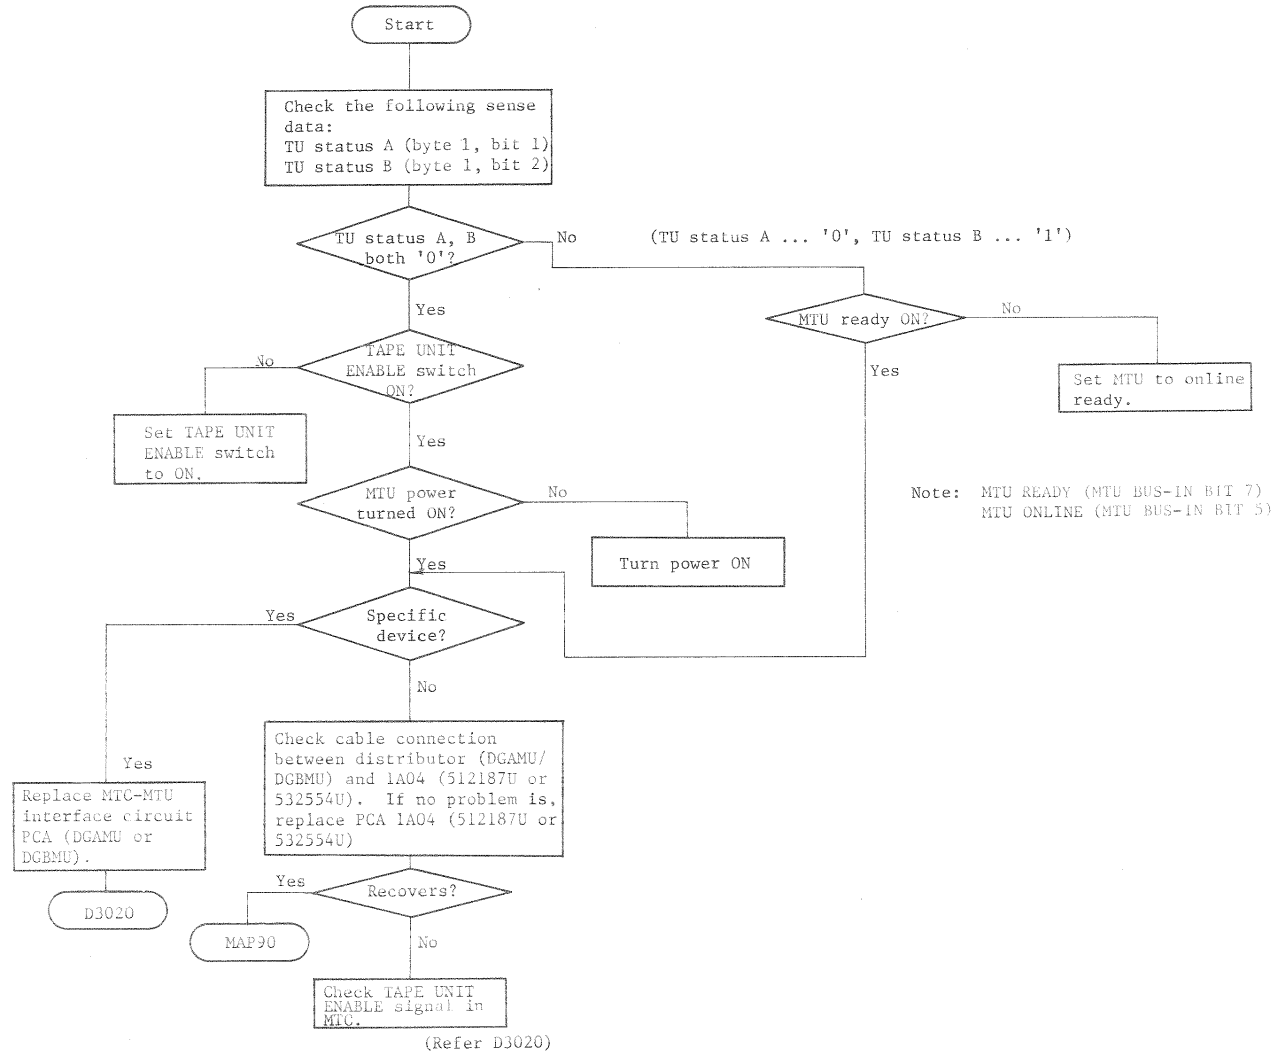 Start
Check the following sense
data:
TU status A (byte 1, bit 1)
TU status B (byte 1, bit 2)
TU status A, B
both '0'?
No
(TU status A ... '0', TU status B ... '1')
Yes
MTU ready ON?
No
Yes
Set MTU to online
ready.
TAPE UNIT
ENABLE switch
ON?
No
Set TAPE UNIT
ENABLE switch
to ON.
Yes
MTU power
turned ON?
No
Turn power ON
Note: MTU READY (MTU BUS-IN BIT 7)
MTU ONLINE (MTU BUS-IN BIT 5)
Yes
Specific
device?
Yes
No
Yes
Replace MTC-MTU
interface circuit
PCA (DGAMU or
DGBMU).
D3020
Check cable connection
between distributor (DGAMU/
DGBMU) and 1A04 (512187U or
532554U). If no problem is,
replace PCA 1A04 (512187U or
532554U)
Recovers?
Yes
MAP90
No
Check TAPE UNIT
ENABLE signal in
MTC.
(Refer D3020)